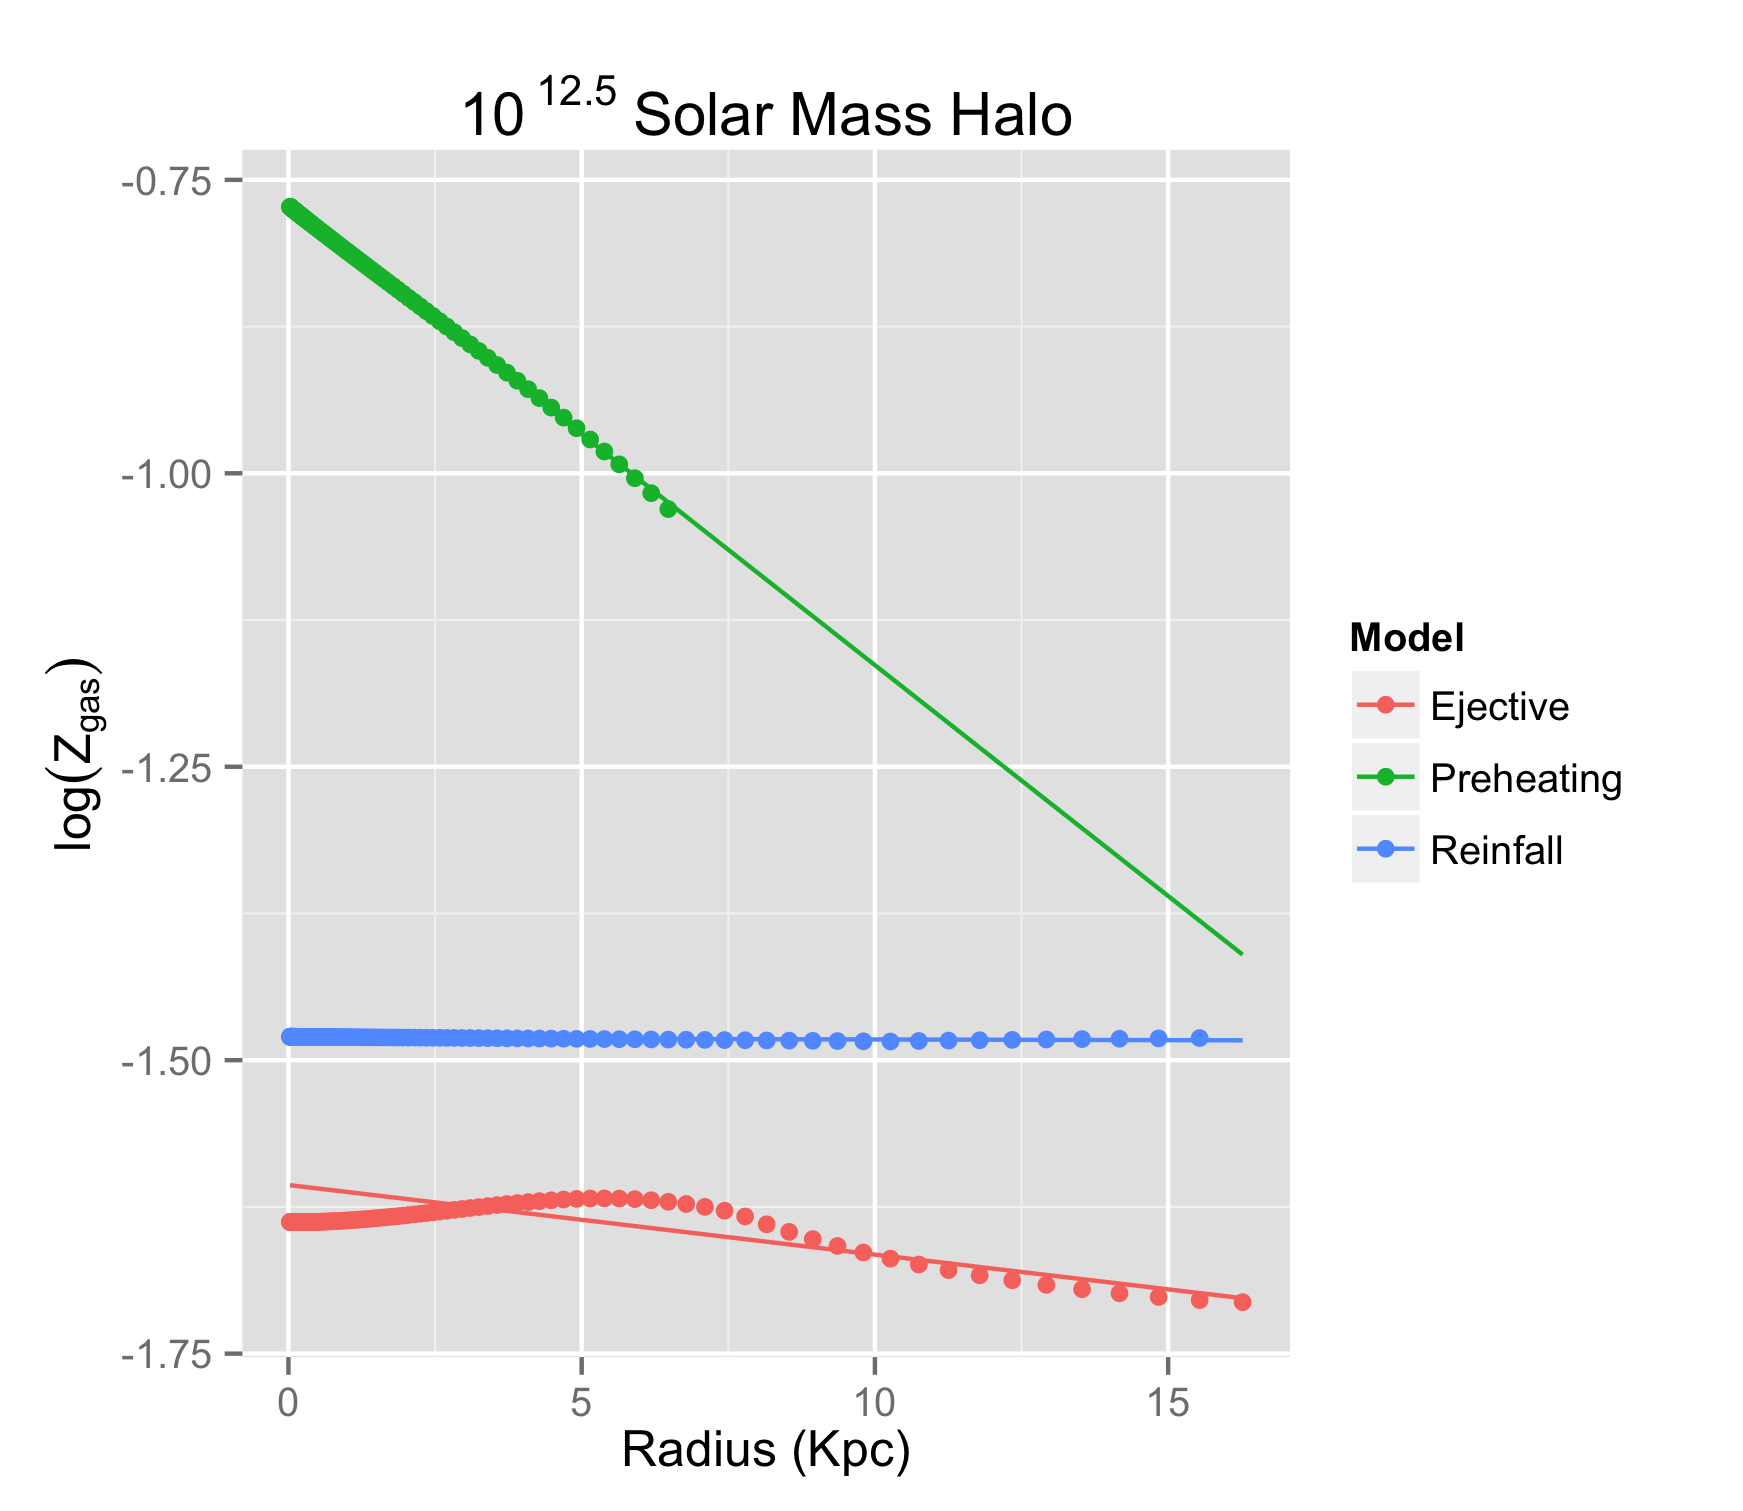 10 12.5 Solar Mass Halo
-0.75
-1.00
-1.25
-1.50
-1.75
log(Zgas)
0 5 10 15
Radius (Kpc)
Model
Ejective
Preheating
Reinfall